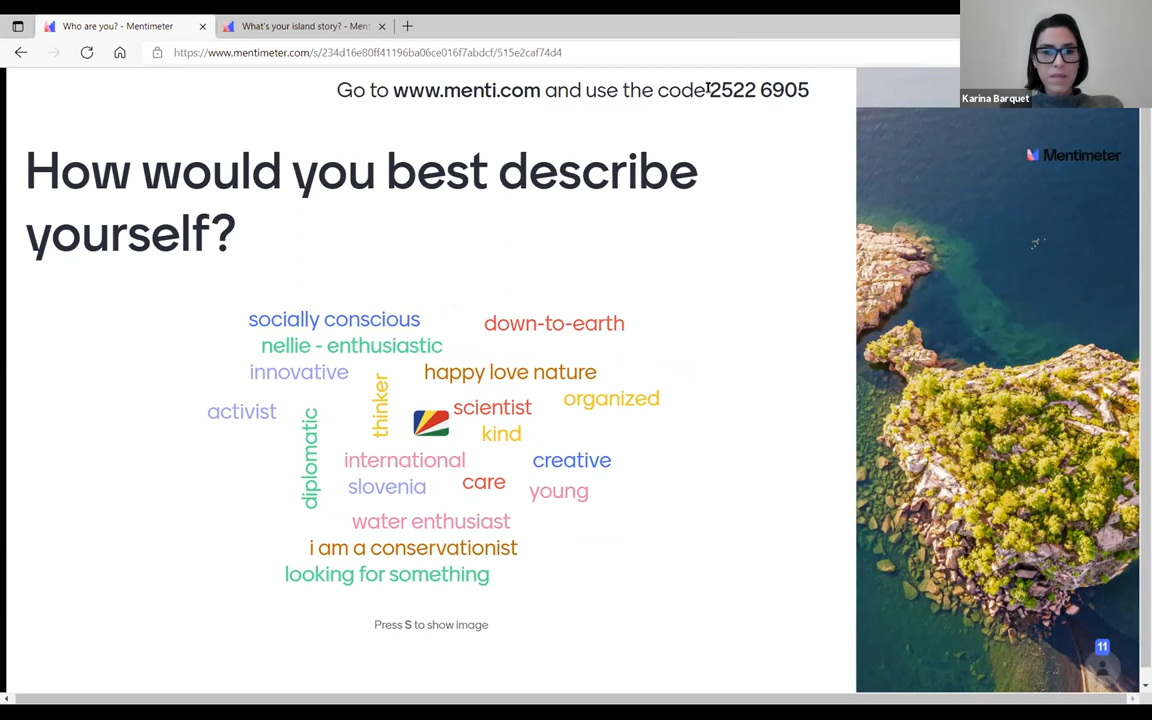 Who are you? - Mentimeter
What's your island story? - Ment
https://www.mentimeter.com/s/234d16e80ff41196ba06ce016f7abdcf/515e2caf74d4
Karina Barquet
Go to www.menti.com and use the code 2522 6905
Mentimeter
How would you best describe
yourself?
socially conscious
down-to-earth
nellie - enthusiastic
innovative
happy love nature
thinker
organized
activist
scientist
diplomatic
kind
international
creative
slovenia
care
young
water enthusiast
i am a conservationist
looking for something
Press S to show image
11